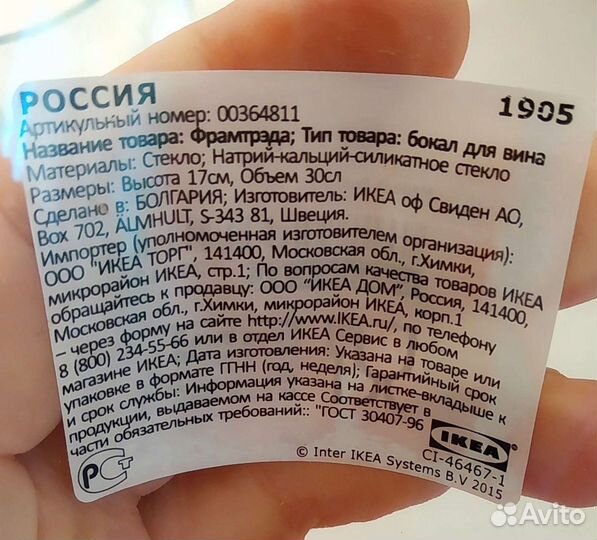 РОССИЯ
1905
Артикульный номер: 00364811
Название товара: Фрамтрэда; Тип товара: бокал для вина
Материалы: Стекло; Натрий-кальций-силикатное стекло
Размеры: Высота 17см, Объем 30сл
Сделано в: БОЛГАРИЯ; Изготовитель: ИКЕА оф Свиден АО,
Box 702, ÄLMHULT, S-343 81, Швеция.
Импортер (уполномоченная изготовителем организация):
ООО "ИКЕА ТОРГ", 141400, Московская обл., г.Химки,
микрорайон ИКЕА, стр.1; По вопросам качества товаров ИКЕА
обращайтесь к продавцу: ООО "ИКЕА ДОМ", Россия, 141400,
Московская обл., г.Химки, микрорайон ИКЕА, корп.1
– через форму на сайте http://www.IKEA.ru/, по телефону
8 (800) 234-55-66 или в отдел ИКЕА Сервис в любом
магазине ИКЕА; Дата изготовления: Указана на товаре или
упаковке в формате ГГНН (год, неделя); Гарантийный срок
и срок службы: Информация указана на листке-вкладыше к
продукции, выдаваемом на кассе Соответствует в
части обязательных требований:: "ГОСТ 30407-96
РСТ
IKEA
CI-46467-1
© Inter IKEA Systems B.V 2015
Avito